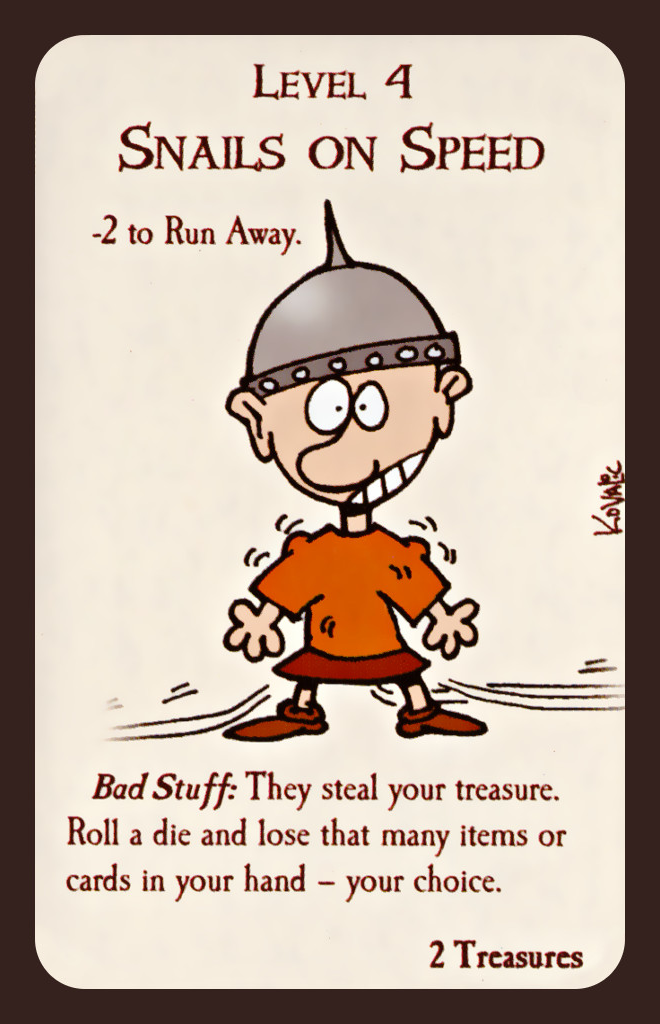 Level 4
Snails on Speed
-2 to Run Away.
Kovalic
Bad Stuff: They steal your treasure.
Roll a die and lose that many items or
cards in your hand – your choice.
2 Treasures